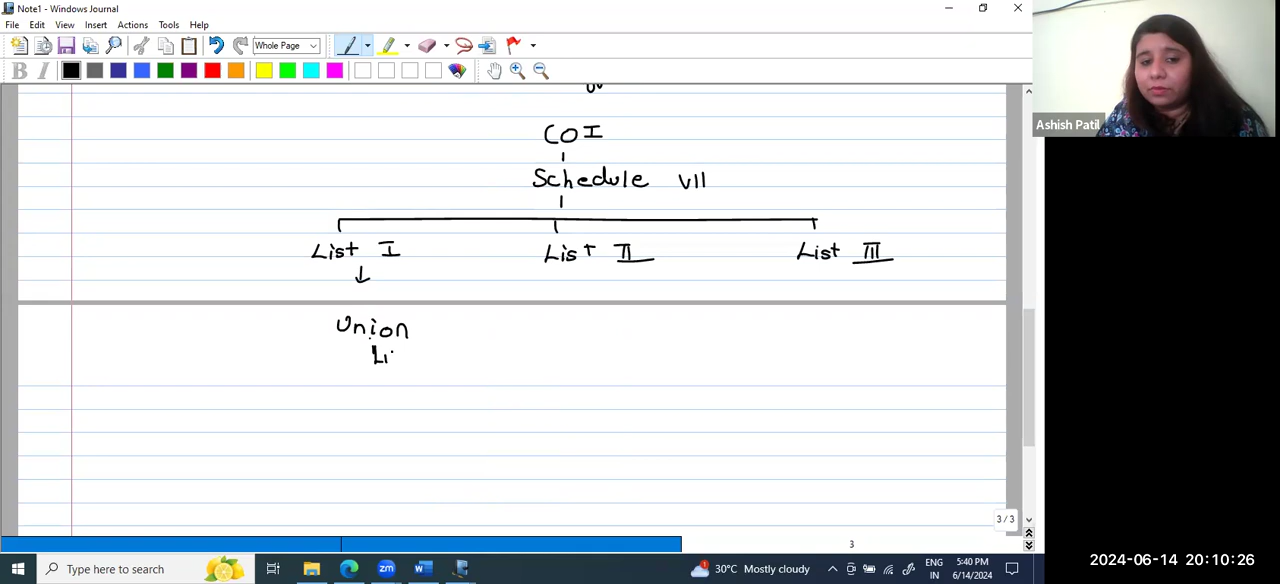 Note1 - Windows Journal
File Edit View Insert Actions Tools Help
Whole Page
B I
COI
Schedule VII
List I List II List III
Union
Li
Ashish Patil
3/3
3
Type here to search
30°C Mostly cloudy
ENG
IN
5:40 PM
6/14/2024
2024-06-14 20:10:26